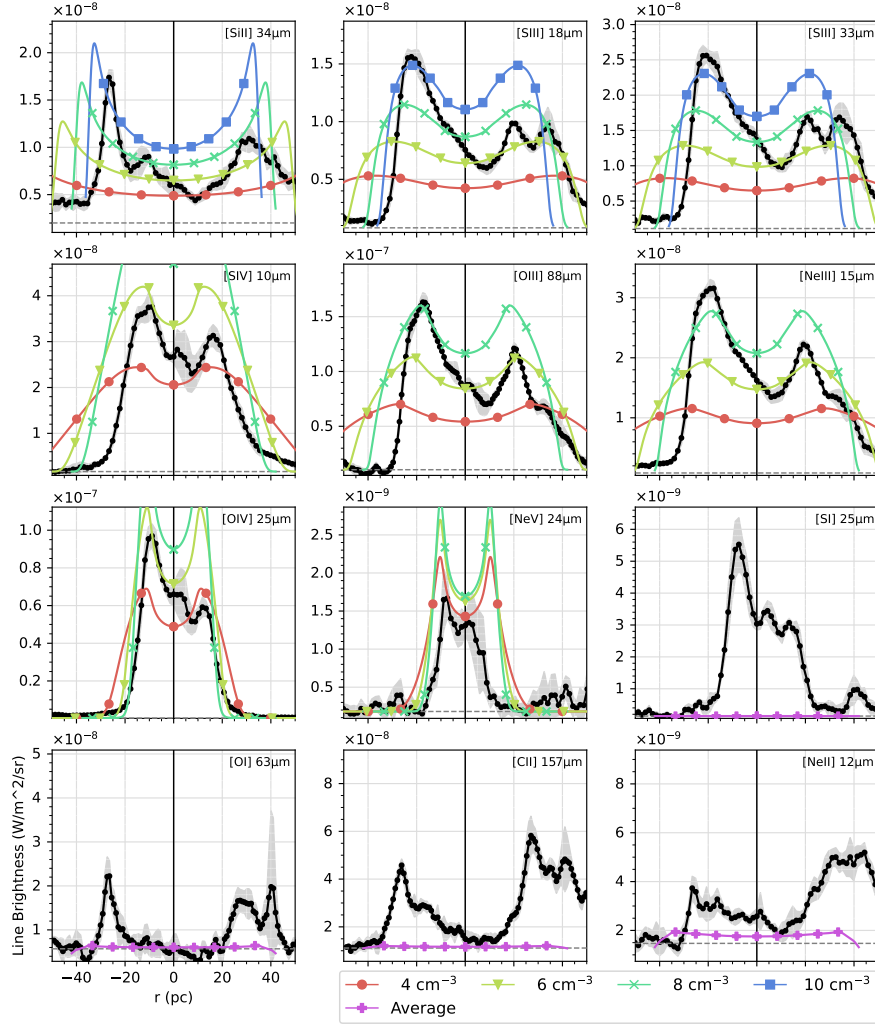 ×10⁻⁸ ×10⁻⁸ ×10⁻⁸
[SiII] 34μm [SIII] 18μm [SIII] 33μm
2.0 1.5 1.0 0.5
1.5 1.0 0.5
3.0 2.5 2.0 1.5 1.0 0.5
×10⁻⁸ ×10⁻⁷ ×10⁻⁸
[SIV] 10μm [OIII] 88μm [NeIII] 15μm
4 3 2 1
1.5 1.0 0.5
3 2 1
×10⁻⁷ ×10⁻⁹ ×10⁻⁹
[OIV] 25μm [NeV] 24μm [SI] 25μm
1.0 0.8 0.6 0.4 0.2
2.5 2.0 1.5 1.0 0.5
6 5 4 3 2 1
×10⁻⁸ ×10⁻⁸ ×10⁻⁹
[OI] 63μm [CII] 157μm [NeII] 12μm
5 4 3 2 1
8 6 4 2
8 6 4 2
Line Brightness (W/m^2/sr)
−40 −20 0 20 40
r (pc)
4 cm⁻³ 6 cm⁻³ 8 cm⁻³ 10 cm⁻³
Average